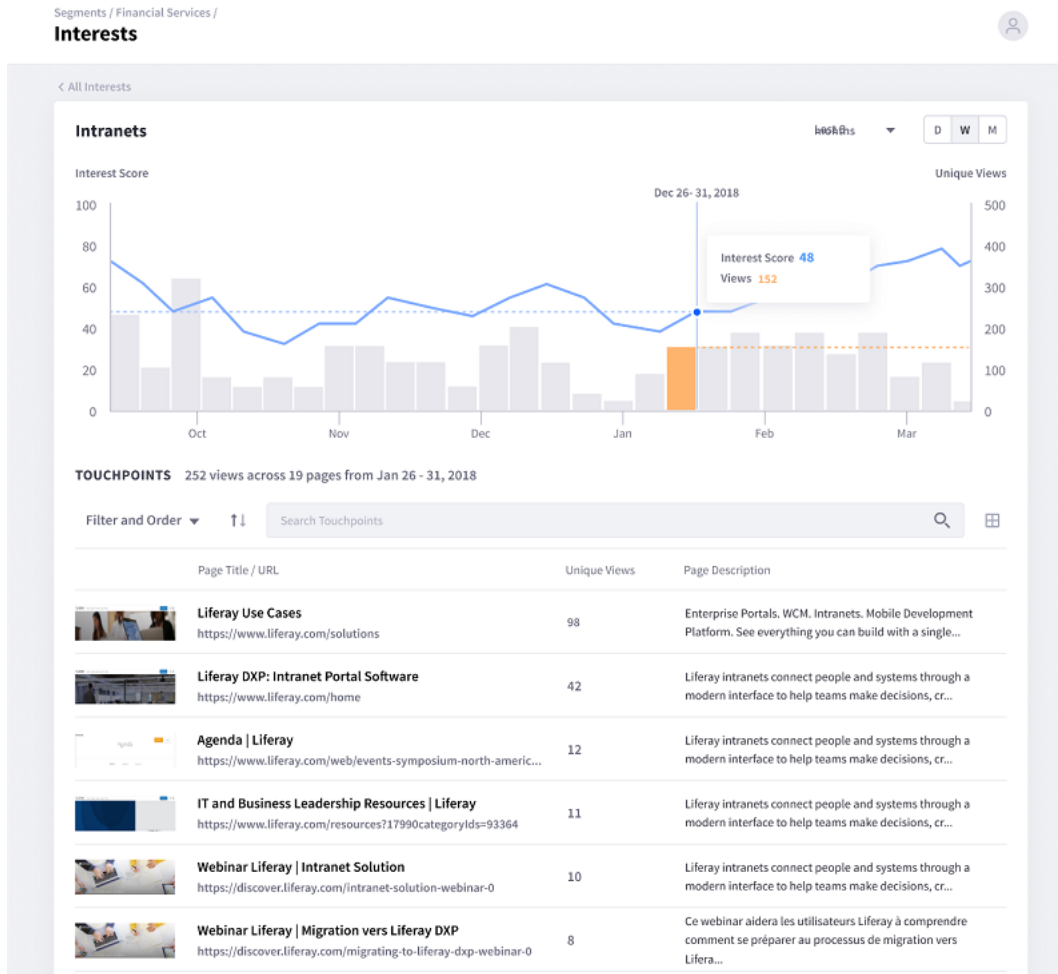 Segments / Financial Services /
Interests
All Interests
Intranets
D W M
Interest Score
Unique Views
Dec 26- 31, 2018
100
80
60
40
20
0
500
400
300
200
100
0
Interest Score 48
Views 152
Oct Nov Dec Jan Feb Mar
TOUCHPOINTS 252 views across 19 pages from Jan 26 - 31, 2018
Filter and Order
Search Touchpoints
Page Title / URL Unique Views Page Description
Liferay Use Cases
https://www.liferay.com/solutions
98
Enterprise Portals. WCM. Intranets. Mobile Development
Platform. See everything you can build with a single...
Liferay DXP: Intranet Portal Software
https://www.liferay.com/home
42
Liferay intranets connect people and systems through a
modern interface to help teams make decisions, cr...
Agenda | Liferay
https://www.liferay.com/web/events-symposium-north-americ...
12
Liferay intranets connect people and systems through a
modern interface to help teams make decisions, cr...
IT and Business Leadership Resources | Liferay
https://www.liferay.com/resources?17990categoryIds=93364
11
Liferay intranets connect people and systems through a
modern interface to help teams make decisions, cr...
Webinar Liferay | Intranet Solution
https://discover.liferay.com/intranet-solution-webinar-0
10
Liferay intranets connect people and systems through a
modern interface to help teams make decisions, cr...
Webinar Liferay | Migration vers Liferay DXP
https://discover.liferay.com/migrating-to-liferay-dxp-webinar-0
8
Ce webinar aidera les utilisateurs Liferay à comprendre
comment se préparer au processus de migration vers
Lifera...